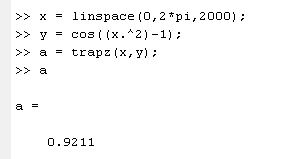 >> x = linspace(0,2*pi,2000);
>> y = cos((x.^2)-1);
>> a = trapz(x,y);
>> a
a =
0.9211